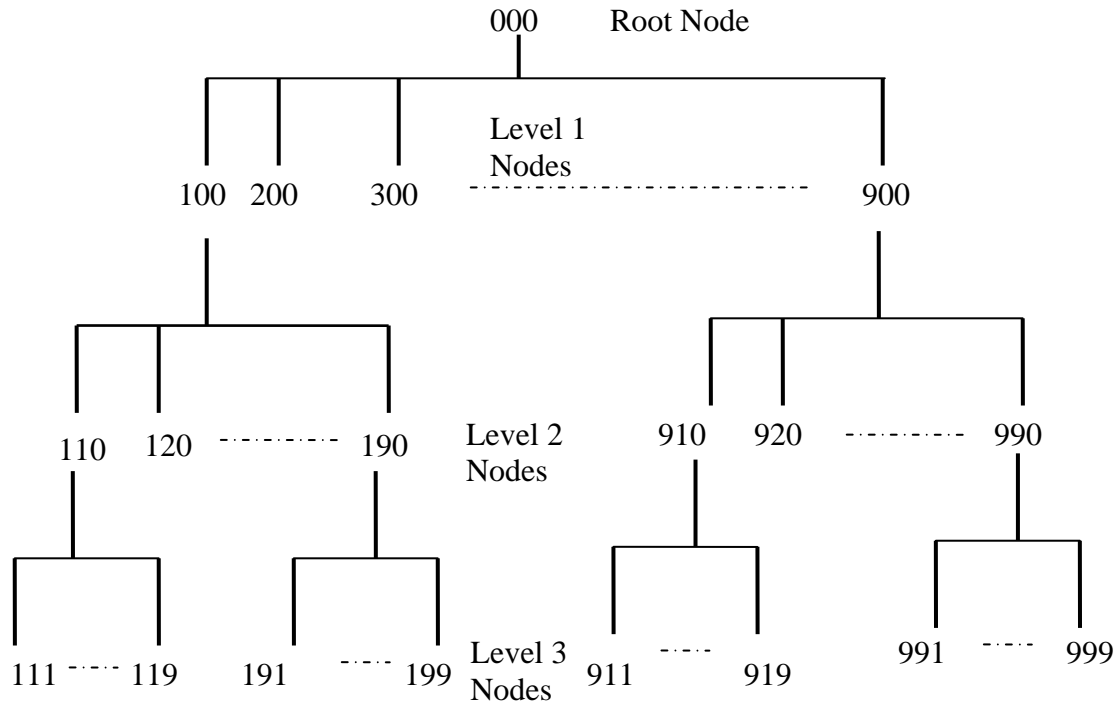 000 Root Node
Level 1
Nodes
100 200 300 900
110 120 190 Level 2 910 920 990
Nodes
111 119 191 199 Level 3 911 919 991 999
Nodes